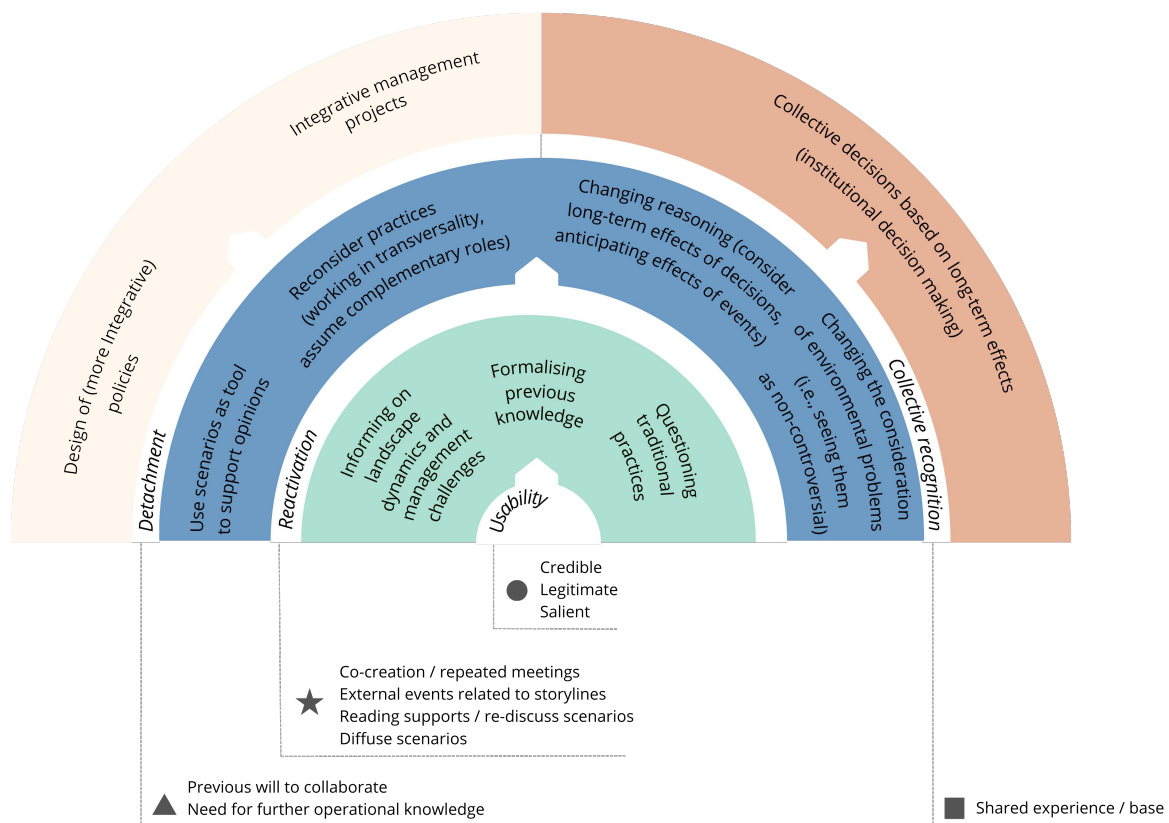 Integrative management
projects
Design of (more Integrative)
policies
Collective decisions based on long-term effects
(institutional decision making)
Detachment
Use scenarios as tool
to support opinions
Reconsider practices
(working in transversality,
assume complementary roles)
Changing reasoning (consider
long-term effects of decisions,
anticipating effects of events)
Changing the consideration
of environmental problems
(i.e., seeing them
as non-controversial)
Collective recognition
Reactivation
Informing on
landscape
dynamics and
management
challenges
Formalising
previous
knowledge
Questioning
traditional
practices
Usability
Credible
Legitimate
Salient
Co-creation / repeated meetings
External events related to storylines
Reading supports / re-discuss scenarios
Diffuse scenarios
Previous will to collaborate
Need for further operational knowledge
Shared experience / base